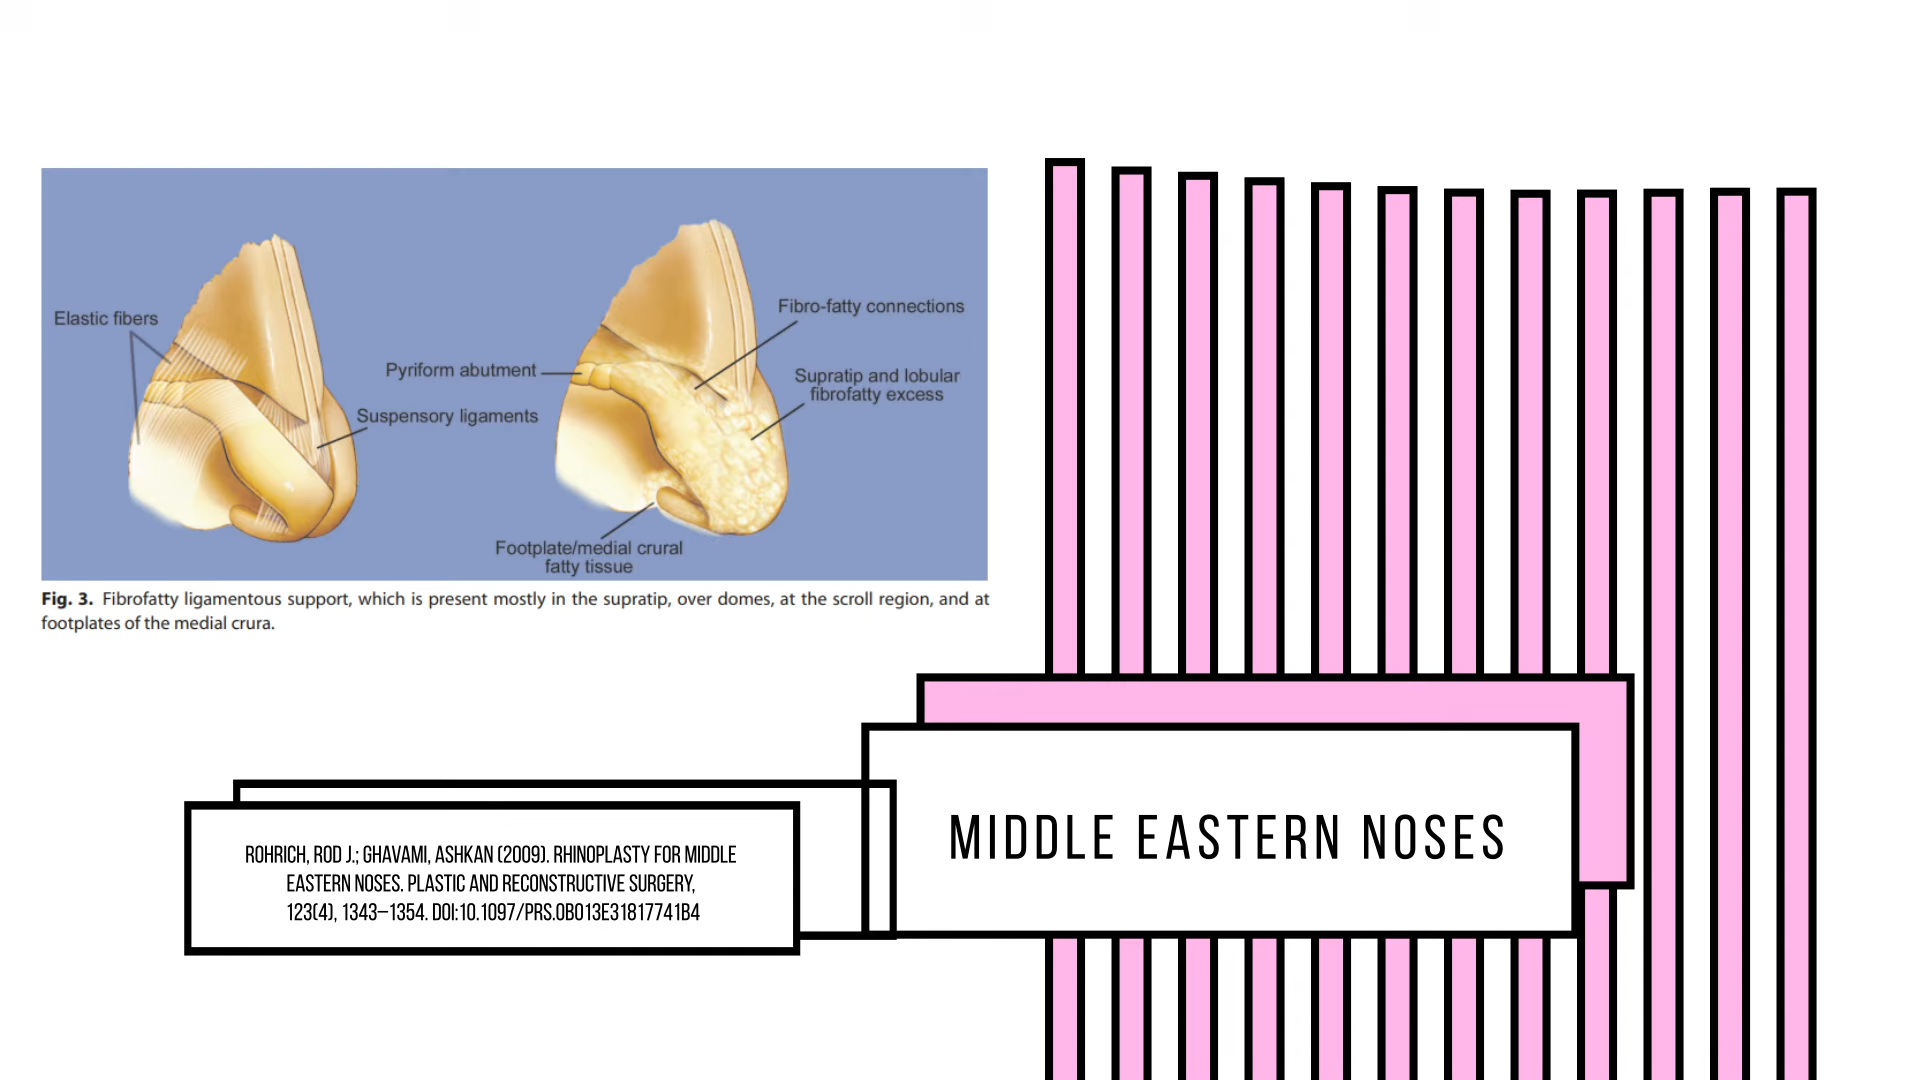 Elastic fibers
Pyriform abutment
Suspensory ligaments
Fibro-fatty connections
Supratip and lobular
fibrofatty excess
Footplate/medial crural
fatty tissue
Fig. 3. Fibrofatty ligamentous support, which is present mostly in the supratip, over domes, at the scroll region, and at
footplates of the medial crura.
MIDDLE EASTERN NOSES
ROHRICH, ROD J.; GHAVAMI, ASHKAN (2009). RHINOPLASTY FOR MIDDLE
EASTERN NOSES. PLASTIC AND RECONSTRUCTIVE SURGERY,
123(4), 1343–1354. DOI:10.1097/PRS.0B013E31817741B4